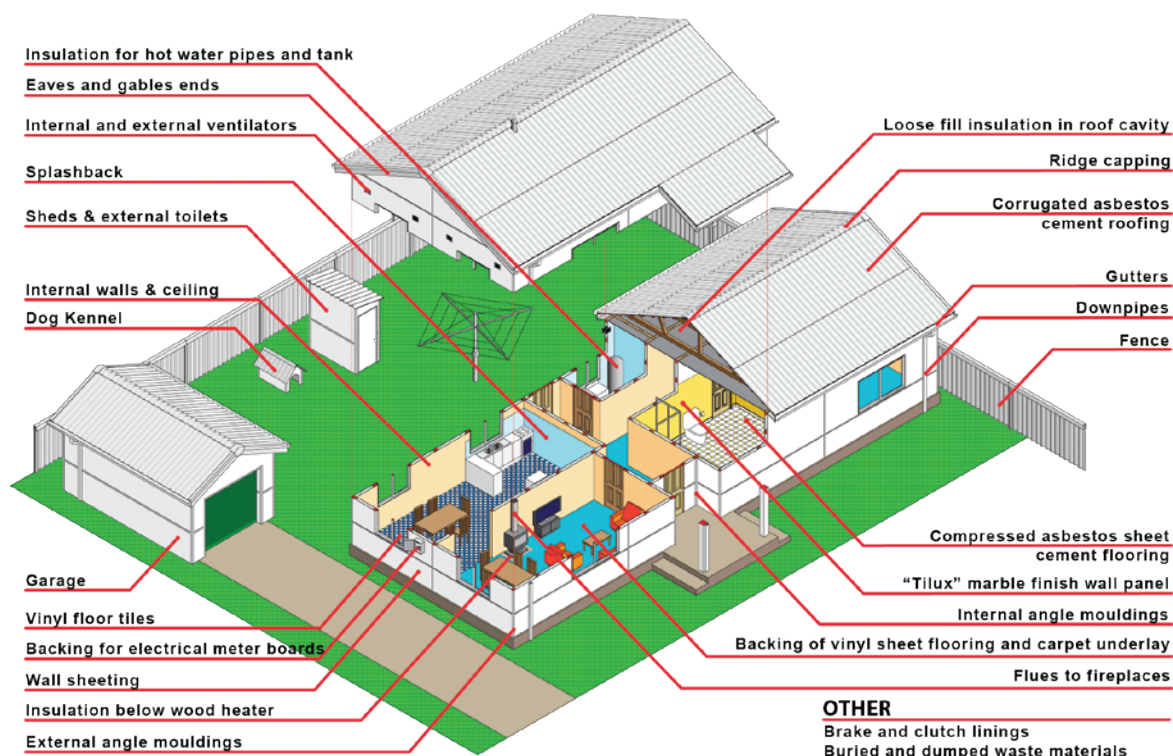 Insulation for hot water pipes and tank
Eaves and gables ends
Internal and external ventilators
Splashback
Sheds & external toilets
Internal walls & ceiling
Dog Kennel
Garage
Vinyl floor tiles
Backing for electrical meter boards
Wall sheeting
Insulation below wood heater
External angle mouldings
Loose fill insulation in roof cavity
Ridge capping
Corrugated asbestos
cement roofing
Gutters
Downpipes
Fence
Compressed asbestos sheet
cement flooring
“Tilux” marble finish wall panel
Internal angle mouldings
Backing of vinyl sheet flooring and carpet underlay
Flues to fireplaces
OTHER
Brake and clutch linings
Buried and dumped waste materials